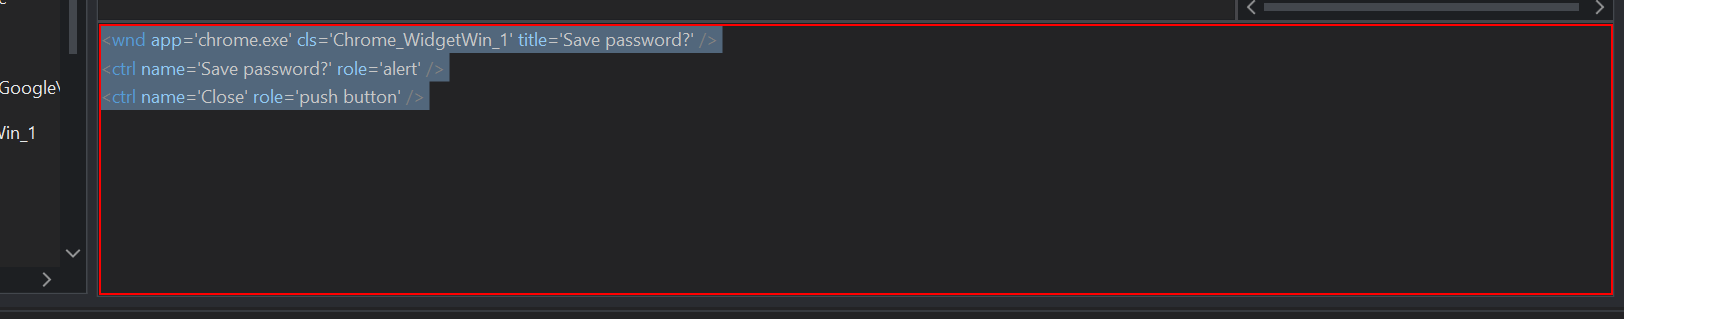 Google\
Win_1
<wnd app='chrome.exe' cls='Chrome_WidgetWin_1' title='Save password?' />
<ctrl name='Save password?' role='alert' />
<ctrl name='Close' role='push button' />